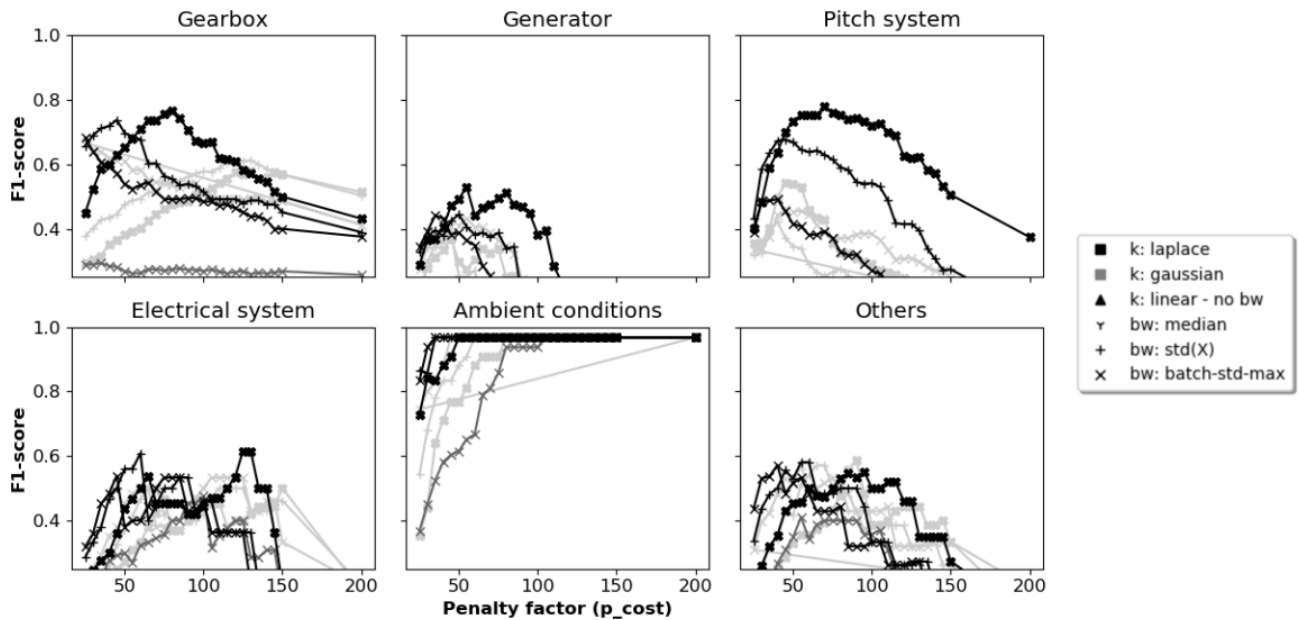 Gearbox
Generator
Pitch system
1.0
0.8
0.6
0.4
F1-score
Electrical system
Ambient conditions
Others
1.0
0.8
0.6
0.4
F1-score
50 100 150 200
50 100 150 200
50 100 150 200
Penalty factor (p_cost)
k: laplace
k: gaussian
k: linear - no bw
bw: median
bw: std(X)
bw: batch-std-max